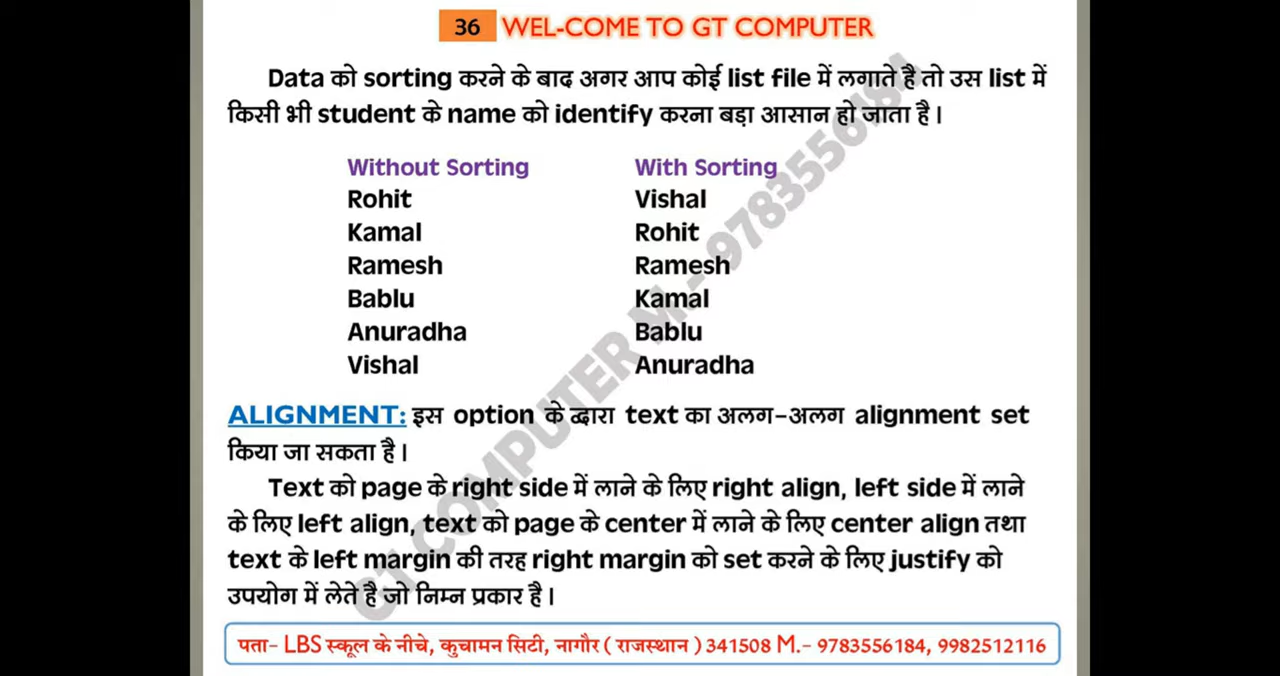 36 WEL-COME TO GT COMPUTER
Data को sorting करने के बाद अगर आप कोई list file में लगाते है तो उस list में
किसी भी student के name को identify करना बड़ा आसान हो जाता है।
Without Sorting With Sorting
Rohit Vishal
Kamal Rohit
Ramesh Ramesh
Bablu Kamal
Anuradha Bablu
Vishal Anuradha
ALIGNMENT: इस option के द्वारा text का अलग-अलग alignment set
किया जा सकता है।
Text को page के right side में लाने के लिए right align, left side में लाने
के लिए left align, text को page के center में लाने के लिए center align तथा
text के left margin की तरह right margin को set करने के लिए justify को
उपयोग में लेते है जो निम्न प्रकार है।
पता- LBS स्कूल के नीचे, कुचामन सिटी, नागौर ( राजस्थान ) 341508 M.- 9783556184, 9982512116
GT COMPUTER M.- 9783556184